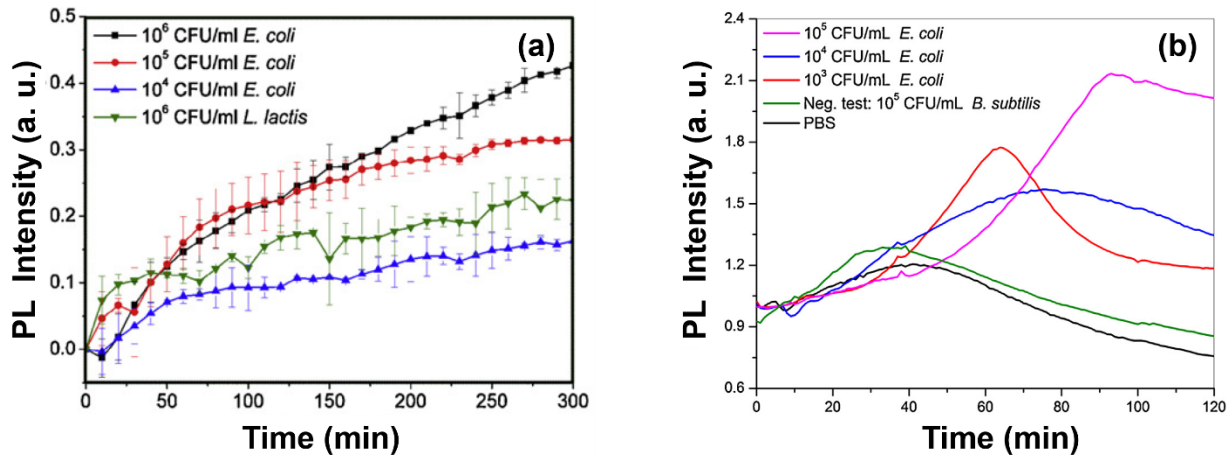 (a)
10⁶ CFU/ml E. coli
10⁵ CFU/ml E. coli
10⁴ CFU/ml E. coli
10⁶ CFU/ml L. lactis
PL Intensity (a. u.)
0.5
0.4
0.3
0.2
0.1
0.0
0 50 100 150 200 250 300
Time (min)
(b)
10⁵ CFU/mL E. coli
10⁴ CFU/mL E. coli
10³ CFU/mL E. coli
Neg. test: 10⁵ CFU/mL B. subtilis
PBS
PL Intensity (a. u.)
2.4
2.1
1.8
1.5
1.2
0.9
0.6
0 20 40 60 80 100 120
Time (min)